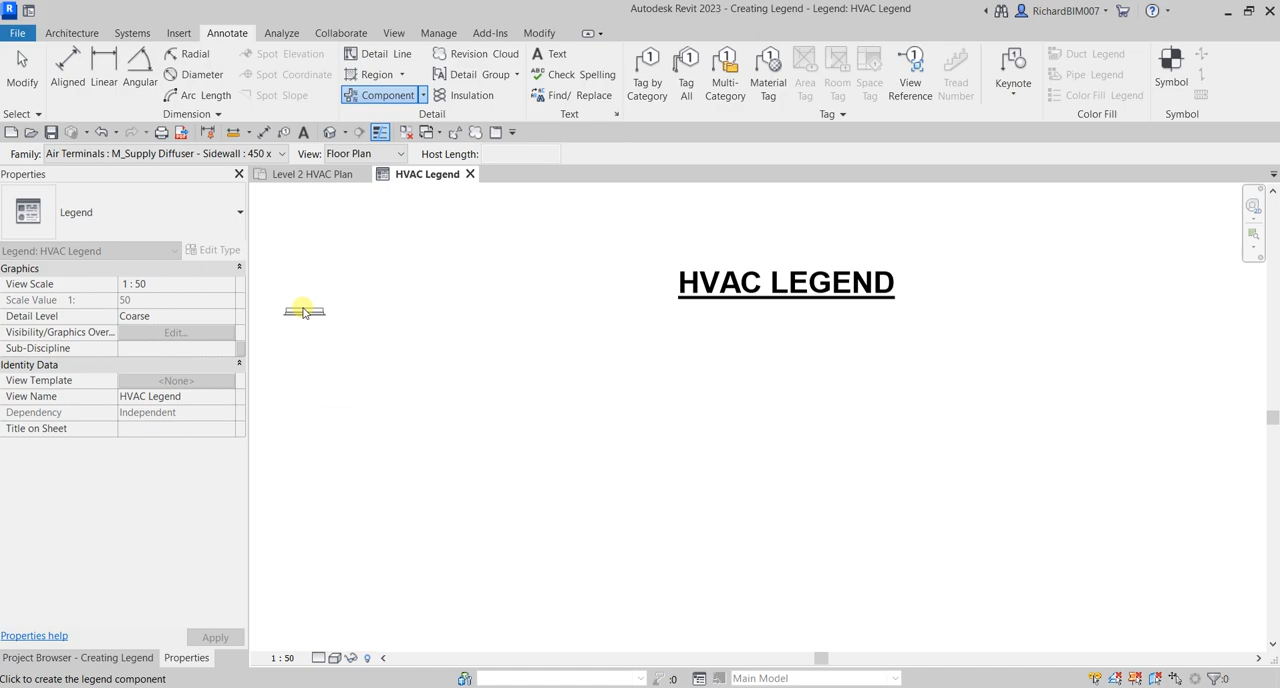 Autodesk Revit 2023 - Creating Legend - Legend: HVAC Legend
RichardBIM007
File Architecture Systems Insert Annotate Analyze Collaborate View Manage Add-Ins Modify
Modify
Aligned Linear Angular
Radial
Diameter
Arc Length
Spot Elevation
Spot Coordinate
Spot Slope
Detail Line
Region
Component
Revision Cloud
Detail Group
Insulation
Text
Check Spelling
Find/ Replace
Tag by Category
Tag All
Multi-Category
Material Tag
Area Tag
Room Tag
Space Tag
View Reference
Tread Number
Keynote
Duct Legend
Pipe Legend
Color Fill Legend
Symbol
Select Dimension Detail Text Tag Color Fill Symbol
Family: Air Terminals : M_Supply Diffuser - Sidewall : 450 x View: Floor Plan Host Length:
Properties
Level 2 HVAC Plan HVAC Legend
Legend
Legend: HVAC Legend Edit Type
Graphics
View Scale 1 : 50
Scale Value 1: 50
Detail Level Coarse
Visibility/Graphics Over... Edit...
Sub-Discipline
Identity Data
View Template <None>
View Name HVAC Legend
Dependency Independent
Title on Sheet
HVAC LEGEND
Properties help Apply
Project Browser - Creating Legend Properties
1 : 50
Click to create the legend component
:0
Main Model
:0